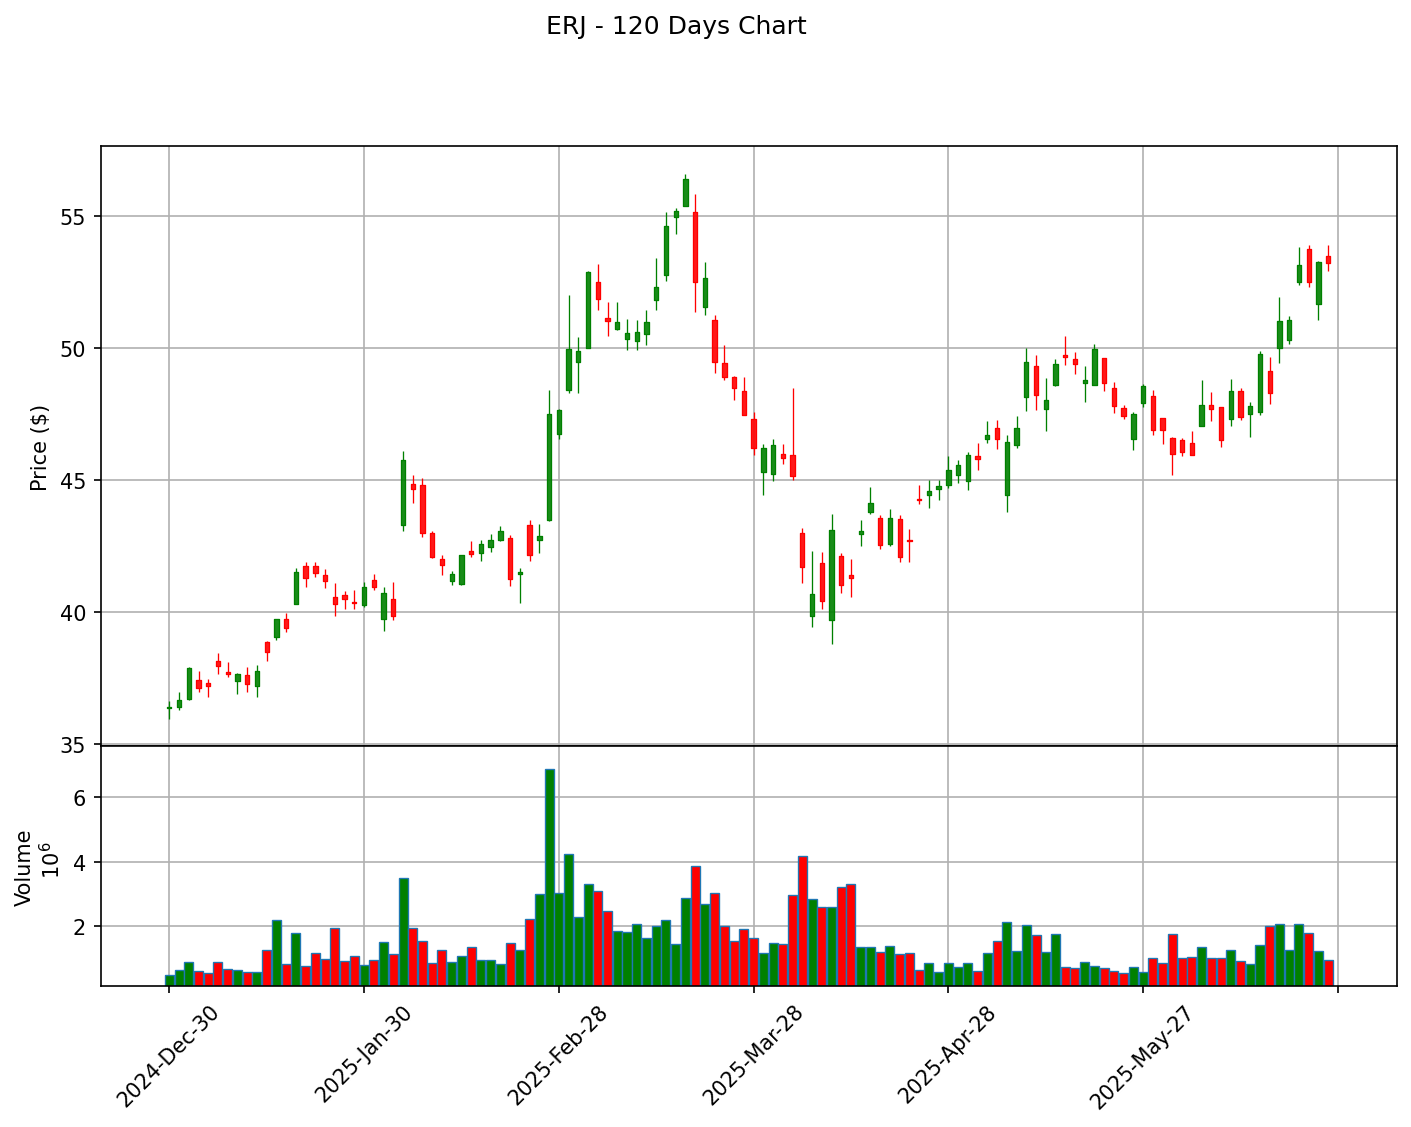 ERJ - 120 Days Chart
Price ($)
55
50
45
40
35
Volume
10^6
6
4
2
2024-Dec-30
2025-Jan-30
2025-Feb-28
2025-Mar-28
2025-Apr-28
2025-May-27